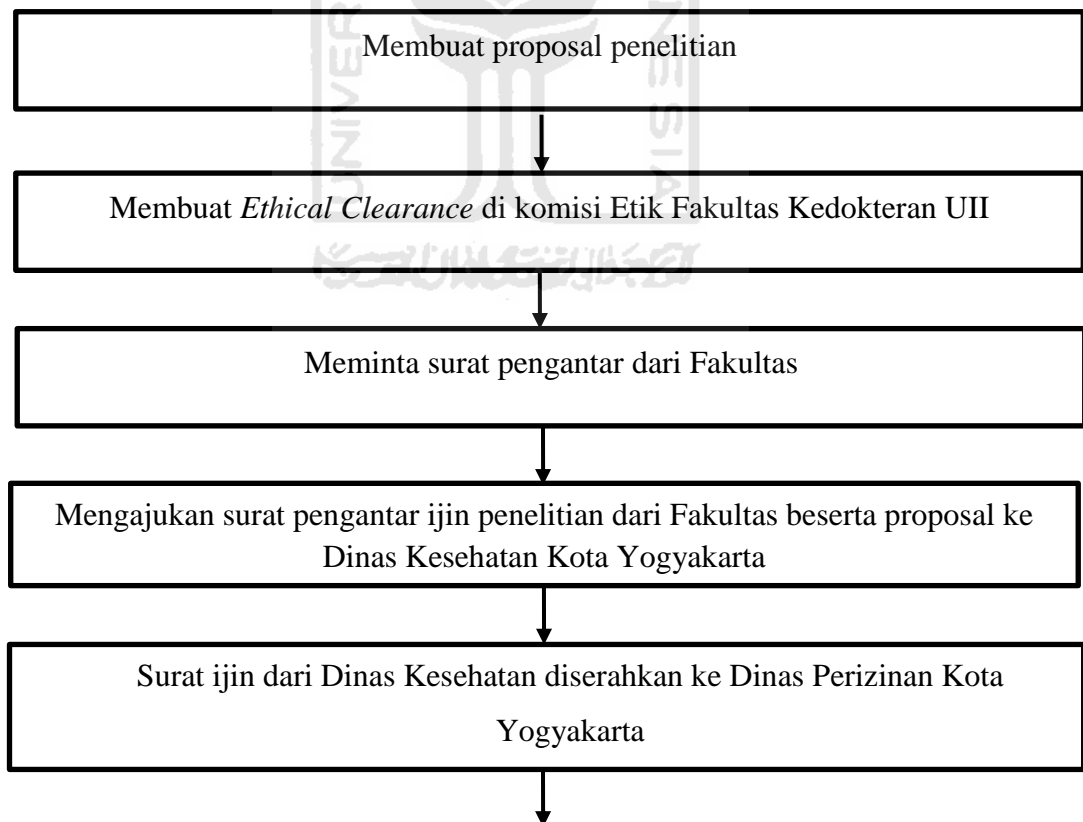 Membuat proposal penelitian
Membuat Ethical Clearance di komisi Etik Fakultas Kedokteran UII
Meminta surat pengantar dari Fakultas
Mengajukan surat pengantar ijin penelitian dari Fakultas beserta proposal ke
Dinas Kesehatan Kota Yogyakarta
Surat ijin dari Dinas Kesehatan diserahkan ke Dinas Perizinan Kota
Yogyakarta